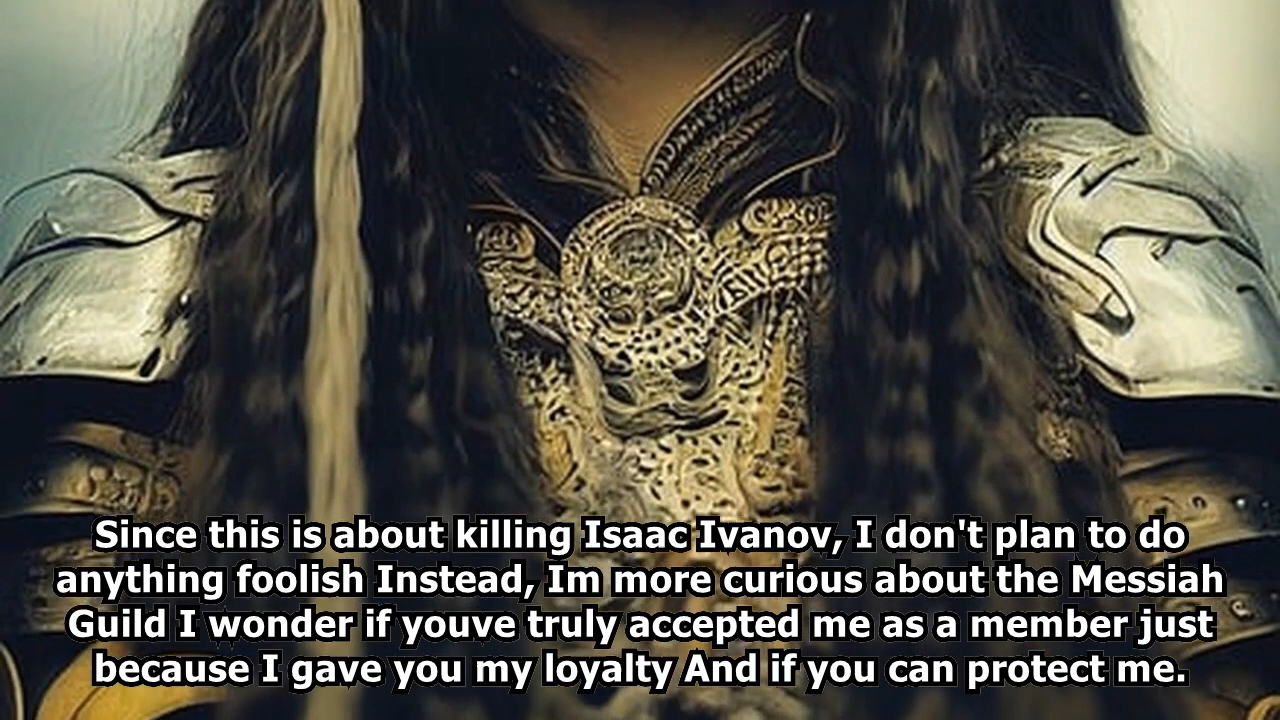 Since this is about killing Isaac Ivanov, I don't plan to do
anything foolish Instead, Im more curious about the Messiah
Guild I wonder if youve truly accepted me as a member just
because I gave you my loyalty And if you can protect me.